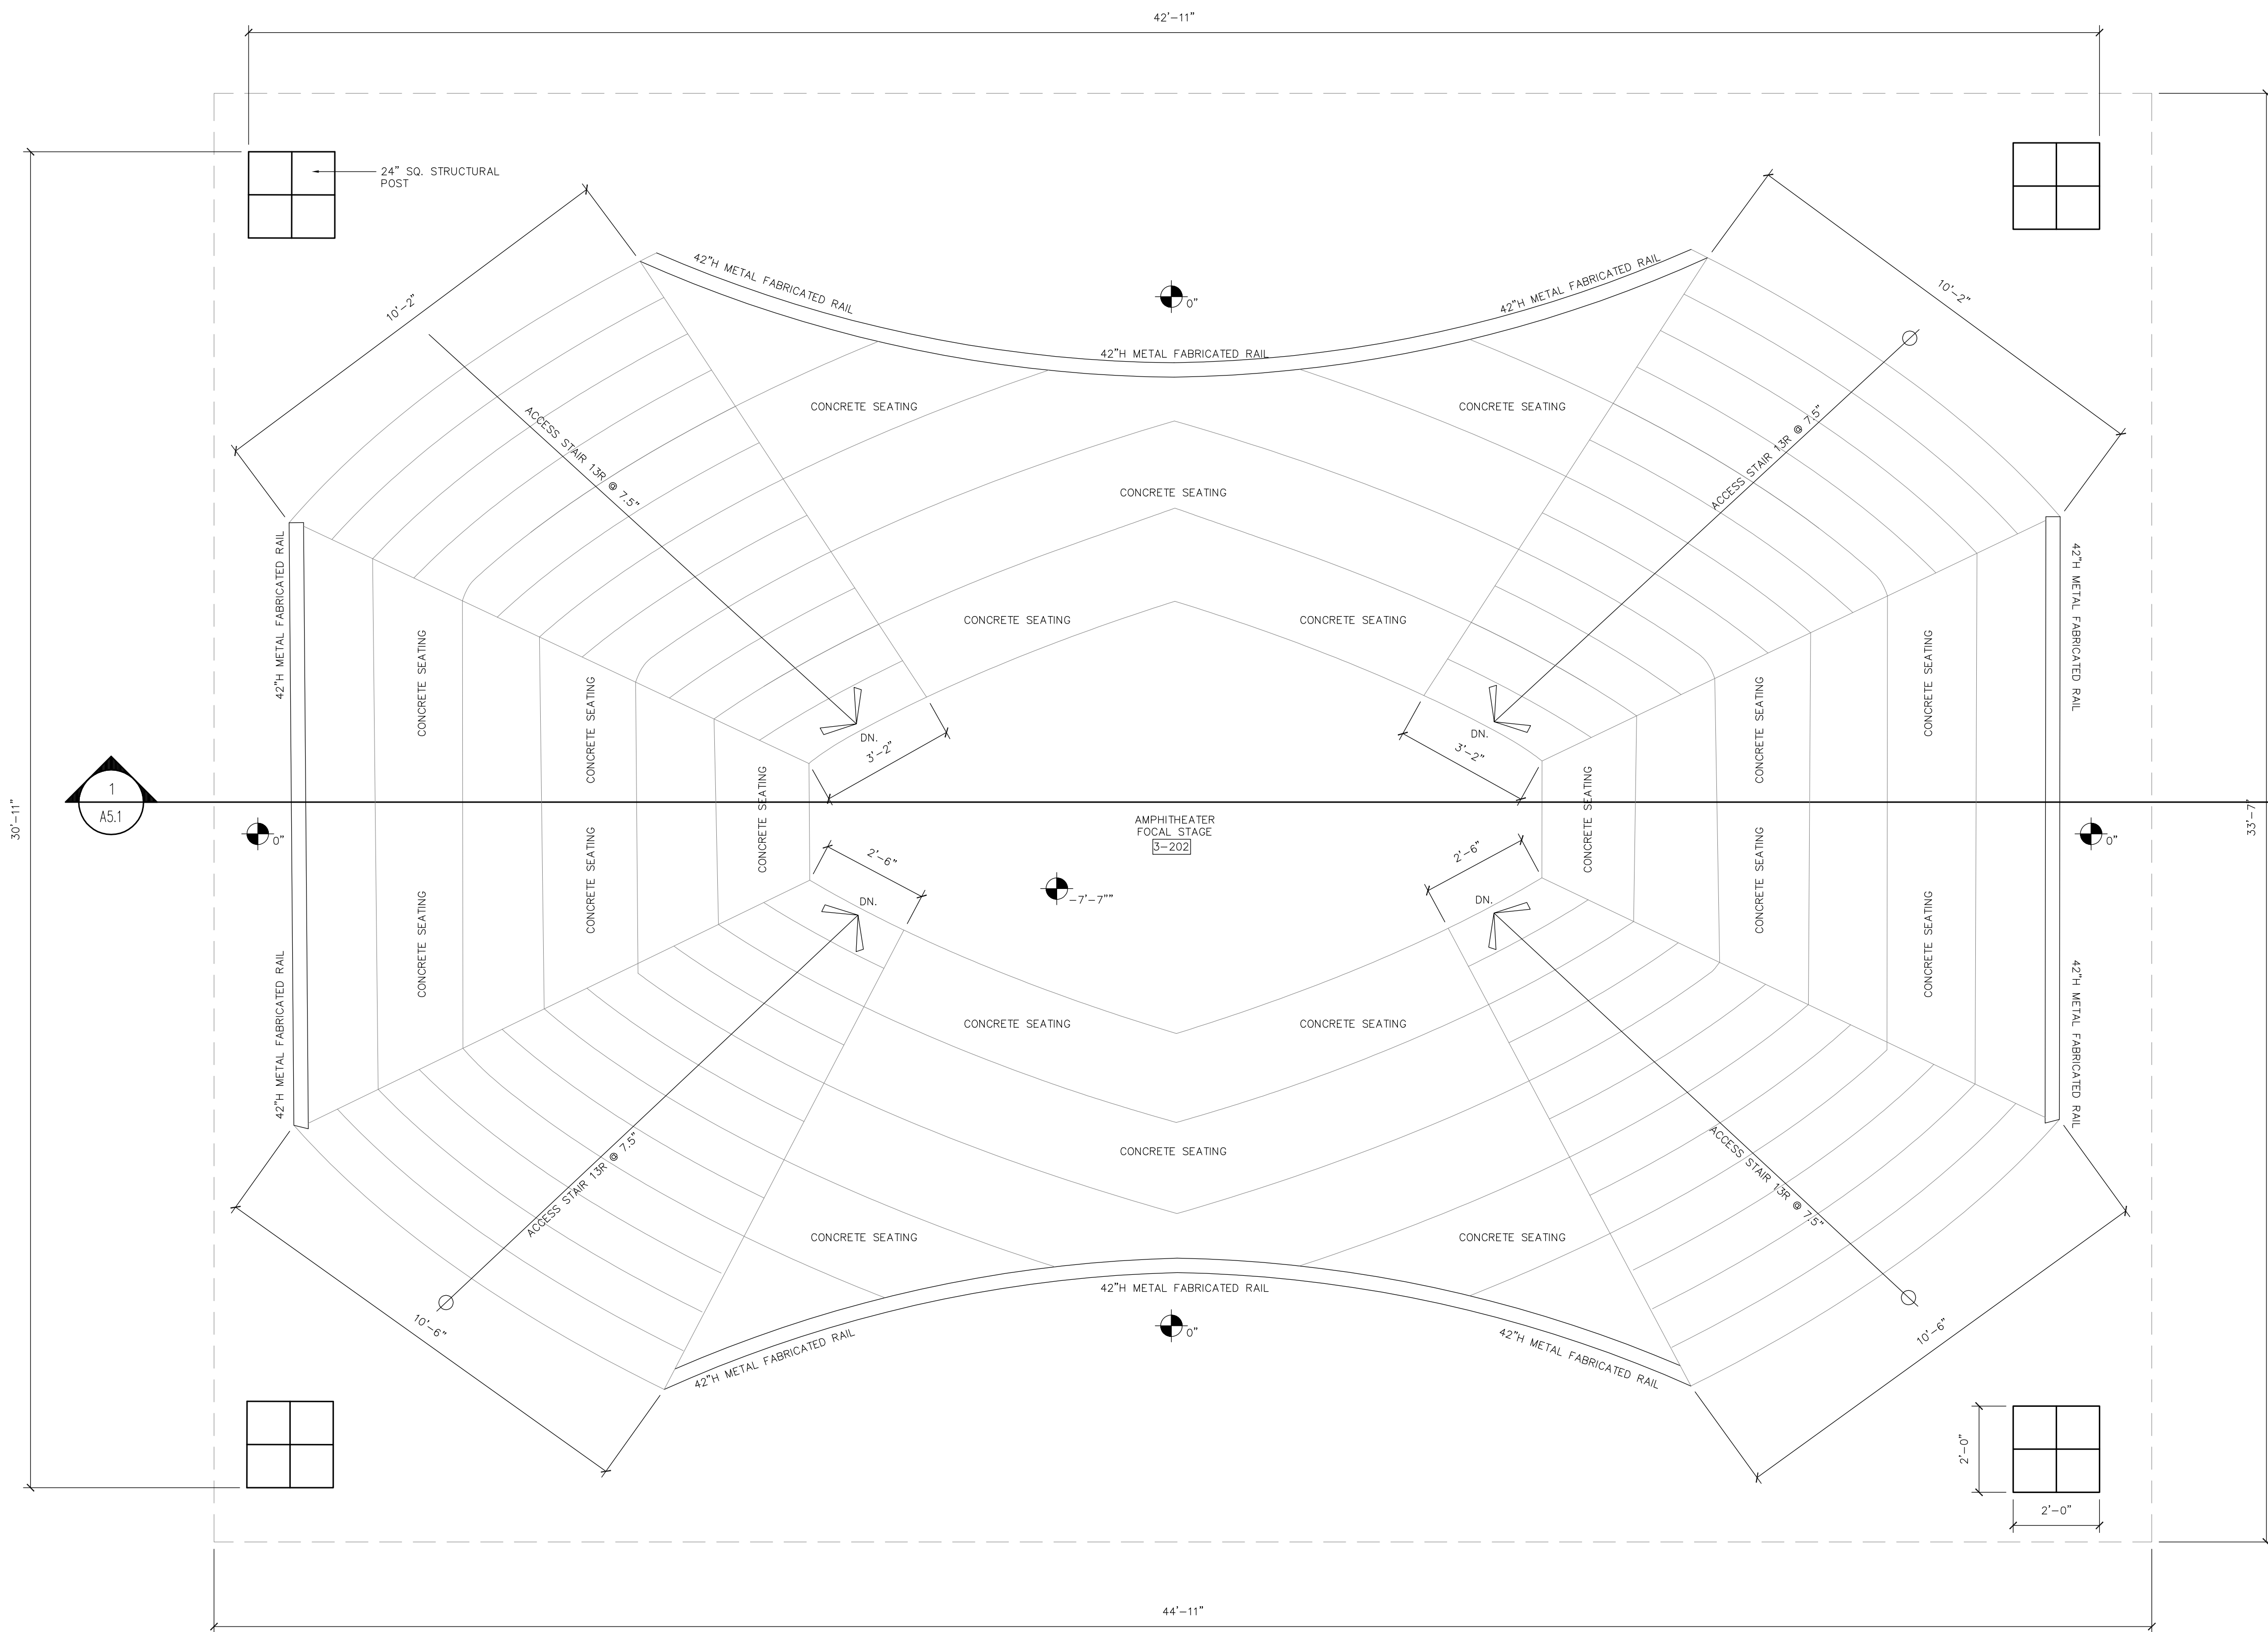 42'-11"
24" SQ. STRUCTURAL
POST
10'-2"
42"H METAL FABRICATED RAIL
0"
42"H METAL FABRICATED RAIL
10'-2"
42"H METAL FABRICATED RAIL
CONCRETE SEATING
CONCRETE SEATING
ACCESS STAIR 13R @ 7.5"
ACCESS STAIR 13R @ 7.5"
CONCRETE SEATING
42"H METAL FABRICATED RAIL
42"H METAL FABRICATED RAIL
CONCRETE SEATING
CONCRETE SEATING
CONCRETE SEATING
CONCRETE SEATING
CONCRETE SEATING
CONCRETE SEATING
DN.
3'-2"
DN.
3'-2"
CONCRETE SEATING
CONCRETE SEATING
1
A5.1
30'-11"
33'-7"
0"
AMPHITHEATER
FOCAL STAGE
3-202
0"
2'-6"
2'-6"
DN.
-7'-7""
DN.
CONCRETE SEATING
CONCRETE SEATING
CONCRETE SEATING
CONCRETE SEATING
42"H METAL FABRICATED RAIL
42"H METAL FABRICATED RAIL
CONCRETE SEATING
CONCRETE SEATING
CONCRETE SEATING
ACCESS STAIR 13R @ 7.5"
ACCESS STAIR 13R @ 7.5"
CONCRETE SEATING
CONCRETE SEATING
42"H METAL FABRICATED RAIL
10'-6"
0"
10'-6"
42"H METAL FABRICATED RAIL
42"H METAL FABRICATED RAIL
2'-0"
2'-0"
44'-11"